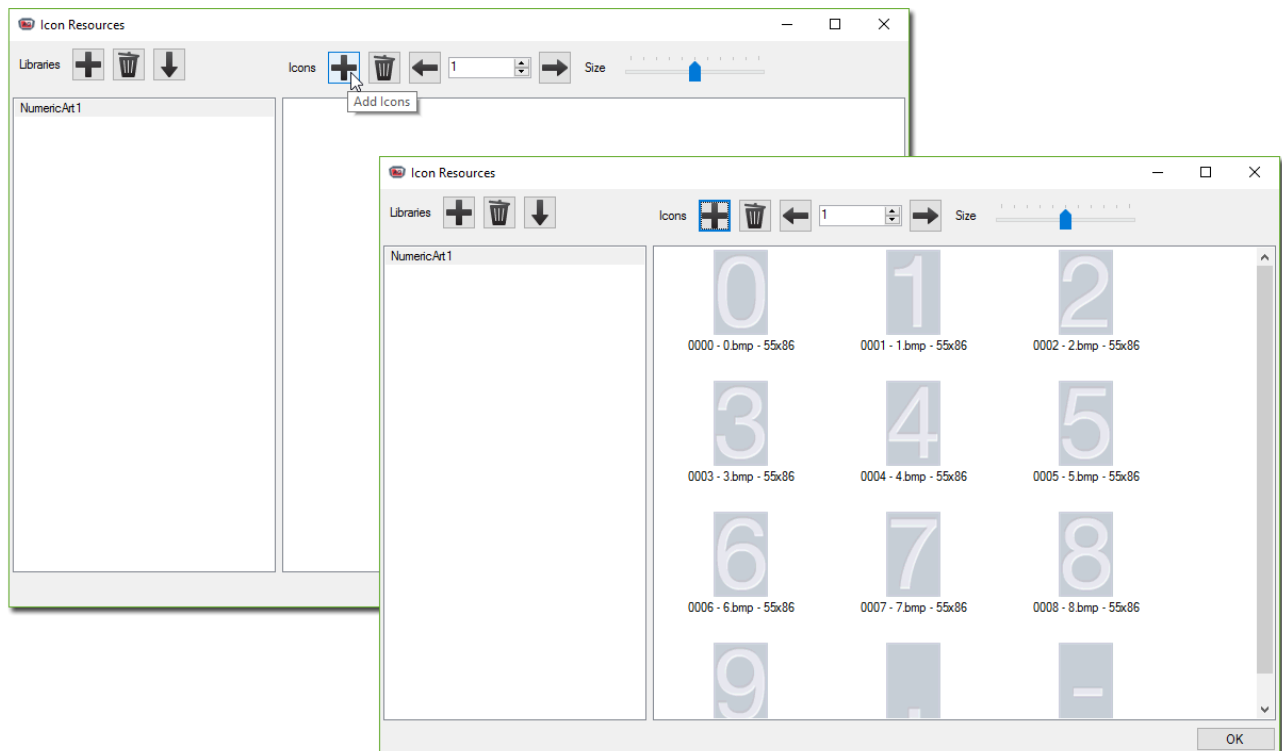 Icon Resources
Libraries
Icons
1
Size
Add Icons
NumericArt1
Icon Resources
Libraries
Icons
1
Size
NumericArt1
0 1 2
0000 - 0.bmp - 55x86 0001 - 1.bmp - 55x86 0002 - 2.bmp - 55x86
3 4 5
0003 - 3.bmp - 55x86 0004 - 4.bmp - 55x86 0005 - 5.bmp - 55x86
6 7 8
0006 - 6.bmp - 55x86 0007 - 7.bmp - 55x86 0008 - 8.bmp - 55x86
9 . -
OK